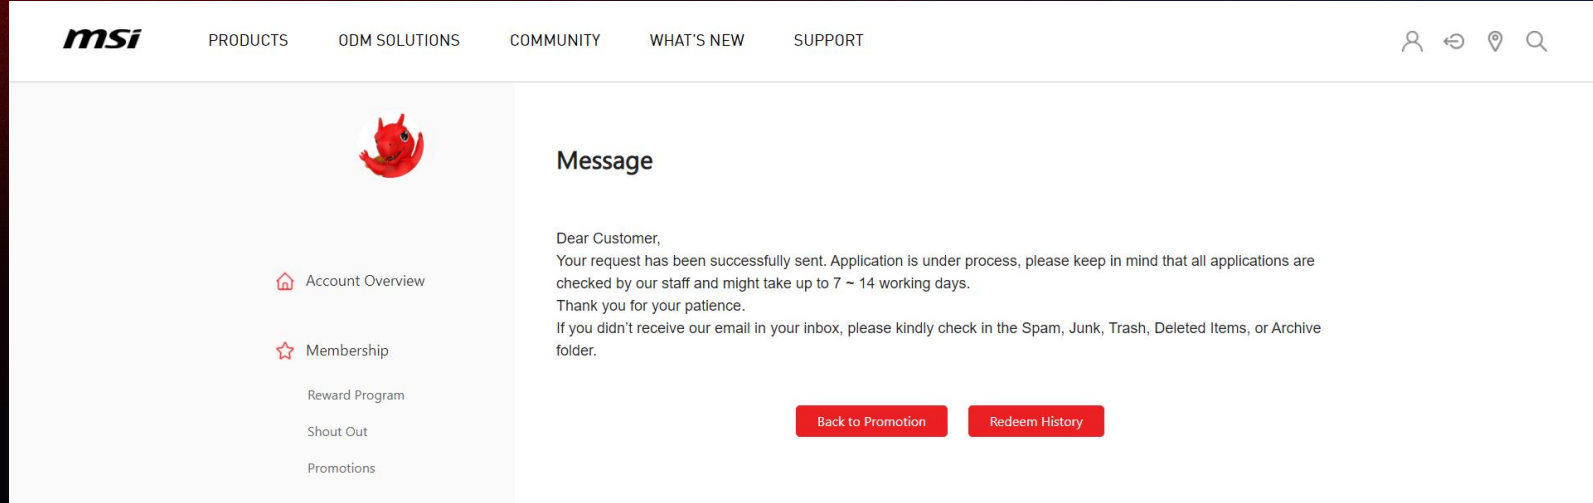 msi PRODUCTS ODM SOLUTIONS COMMUNITY WHAT'S NEW SUPPORT
Account Overview
Membership
Reward Program
Shout Out
Promotions
Message
Dear Customer,
Your request has been successfully sent. Application is under process, please keep in mind that all applications are
checked by our staff and might take up to 7 ~ 14 working days.
Thank you for your patience.
If you didn’t receive our email in your inbox, please kindly check in the Spam, Junk, Trash, Deleted Items, or Archive
folder.
Back to Promotion Redeem History